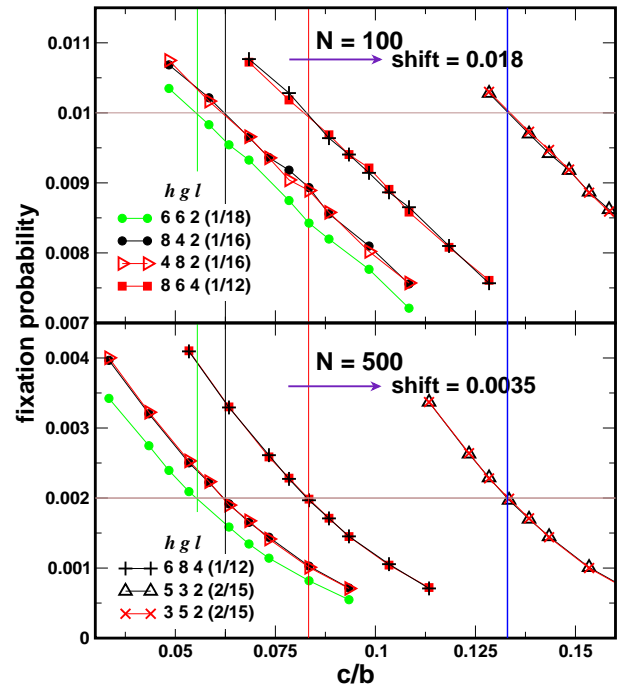 0.011
N = 100
shift = 0.018
0.01
0.009
h g l
6 6 2 (1/18)
8 4 2 (1/16)
4 8 2 (1/16)
8 6 4 (1/12)
0.008
fixation probability
0.007
N = 500
0.004
shift = 0.0035
0.003
0.002
h g l
6 8 4 (1/12)
5 3 2 (2/15)
3 5 2 (2/15)
0.001
0
0.05 0.075 0.1 0.125 0.15
c/b